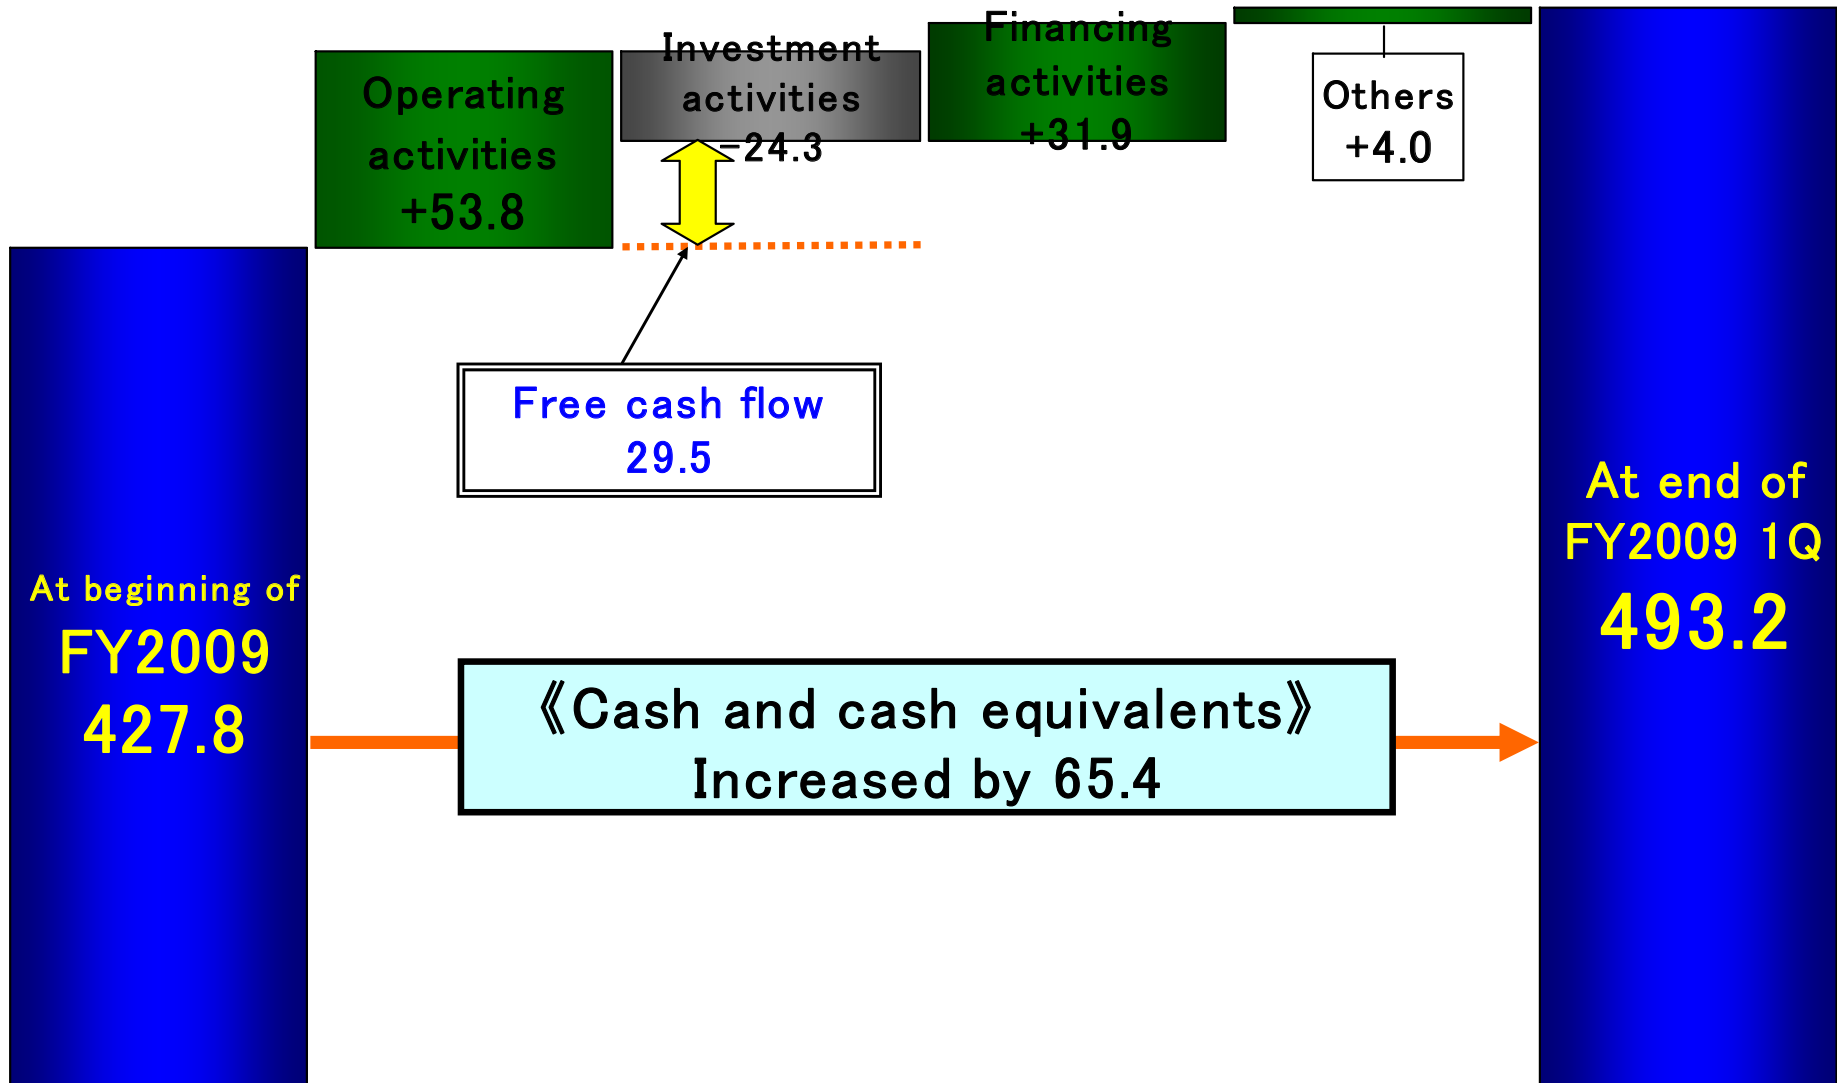 Operating
activities
+53.8
Investment
activities
-24.3
Financing
activities
+31.9
Others
+4.0
Free cash flow
29.5
At beginning of
FY2009
427.8
《Cash and cash equivalents》
Increased by 65.4
At end of
FY2009 1Q
493.2